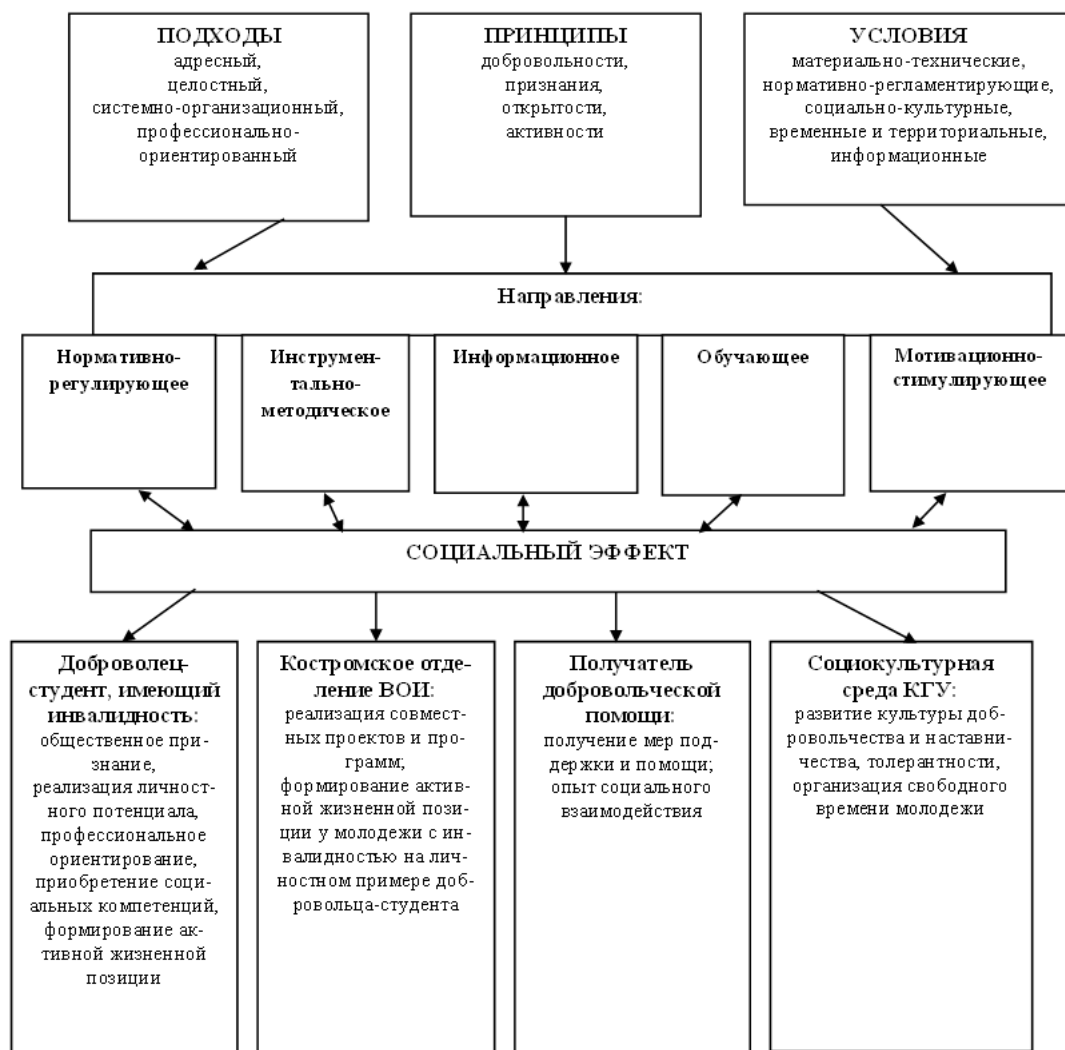 ПОДХОДЫ
адресный,
целостный,
системно-организационный,
профессионально-
ориентированный
ПРИНЦИПЫ
добровольности,
признания,
открытости,
активности
УСЛОВИЯ
материально-технические,
нормативно-регламентирующие,
социально-культурные,
временные и территориальные,
информационные
Направления:
Нормативно-
регулирующее
Инструмен-
тально-
методическое
Информационное
Обучающее
Мотивационно-
стимулирующее
СОЦИАЛЬНЫЙ ЭФФЕКТ
Доброволец-
студент, имеющий
инвалидность:
общественное при-
знание,
реализация личност-
ного потенциала,
профессиональное
ориентирование,
приобретение соци-
альных компетенций,
формирование ак-
тивной жизненной
позиции
Костромское отде-
ление ВОИ:
реализация совмест-
ных проектов и про-
грамм;
формирование актив-
ной жизненной пози-
ции у молодежи с ин-
валидностью на лич-
ностном примере доб-
ровольца-студента
Получатель
добровольческой
помощи:
получение мер под-
держки и помощи;
опыт социального
взаимодействия
Социокультурная
среда КГУ:
развитие культуры доб-
ровольчества и наставни-
чества, толерантности,
организация свободного
времени молодежи